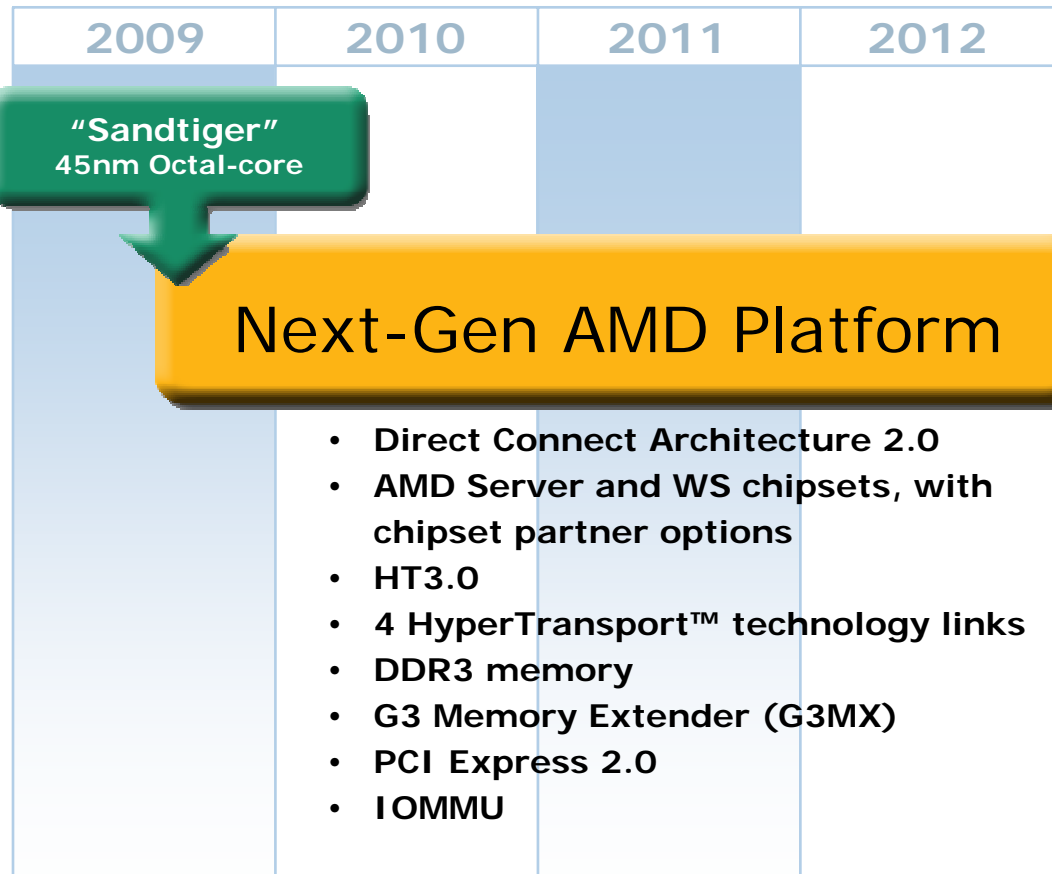 2009 2010 2011 2012
“Sandtiger”
45nm Octal-core
Next-Gen AMD Platform
• Direct Connect Architecture 2.0
• AMD Server and WS chipsets, with
chipset partner options
• HT3.0
• 4 HyperTransport™ technology links
• DDR3 memory
• G3 Memory Extender (G3MX)
• PCI Express 2.0
• IOMMU